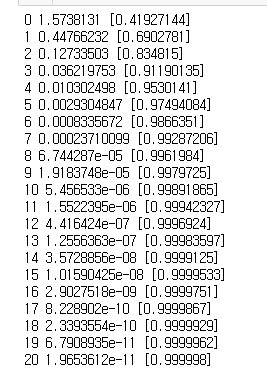 0 1.5738131 [0.41927144]
1 0.44766232 [0.6902781]
2 0.12733503 [0.834815]
3 0.036219753 [0.91190135]
4 0.010302498 [0.9530141]
5 0.0029304847 [0.97494084]
6 0.0008335672 [0.9866351]
7 0.00023710099 [0.99287206]
8 6.744287e-05 [0.9961984]
9 1.9183748e-05 [0.9979725]
10 5.456533e-06 [0.99891865]
11 1.5522395e-06 [0.99942327]
12 4.416424e-07 [0.9996924]
13 1.2556363e-07 [0.99983597]
14 3.5728856e-08 [0.9999125]
15 1.01590425e-08 [0.9999533]
16 2.9027518e-09 [0.9999751]
17 8.228902e-10 [0.9999867]
18 2.3393554e-10 [0.9999929]
19 6.7908935e-11 [0.9999962]
20 1.9653612e-11 [0.999998]